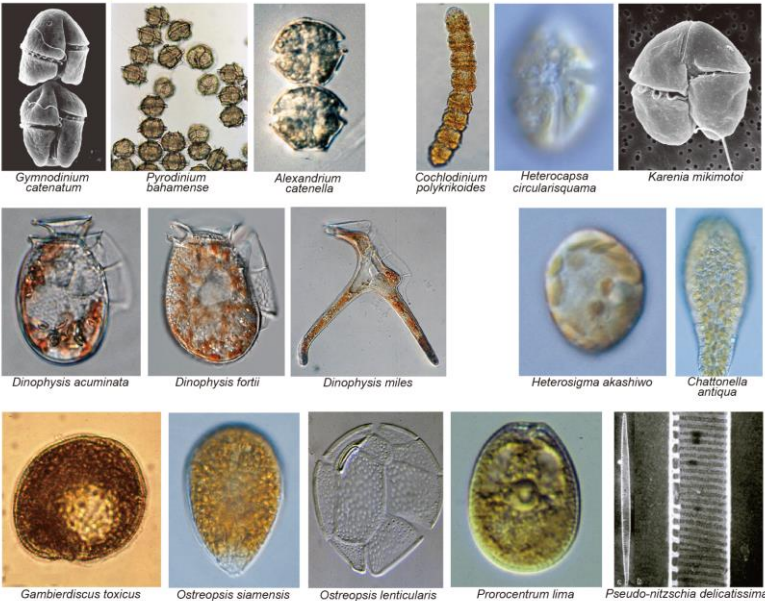 Gymnodinium
catenatum
Pyrodinium
bahamense
Alexandrium
catenella
Cochlodinium
polykrikoides
Heterocapsa
circularisquama
Karenia mikimotoi
Dinophysis acuminata
Dinophysis fortii
Dinophysis miles
Heterosigma akashiwo
Chattonella
antiqua
Gambierdiscus toxicus
Ostreopsis siamensis
Ostreopsis lenticularis
Prorocentrum lima
Pseudo-nitzschia delicatissima